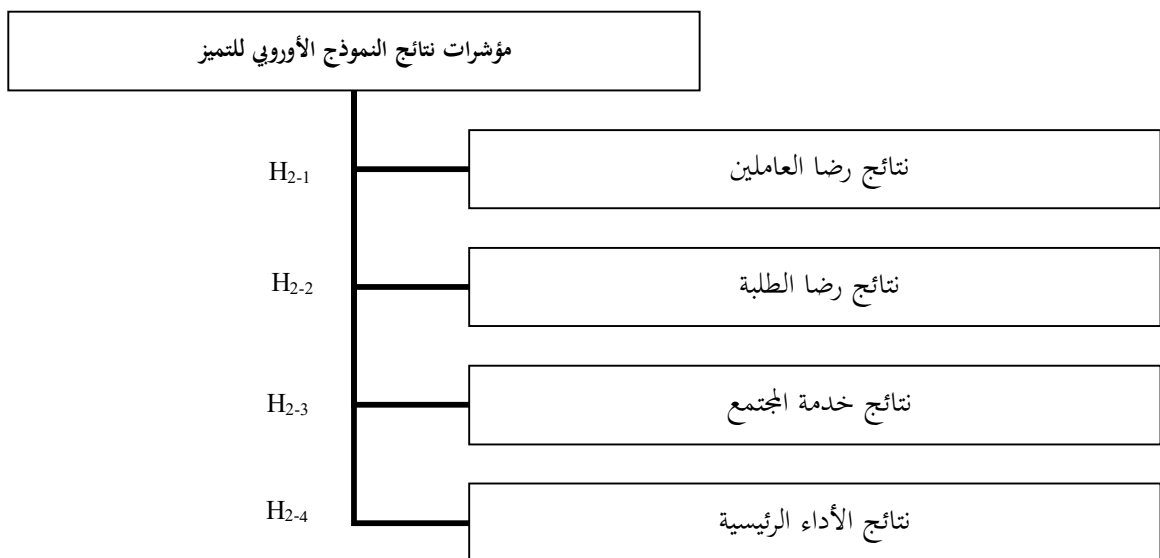 مؤشرات نتائج النموذج الأوروبي للتميز
نتائج رضا العاملين
H₂₋₁
نتائج رضا الطلبة
H₂₋₂
نتائج خدمة المجتمع
H₂₋₃
نتائج الأداء الرئيسية
H₂₋₄